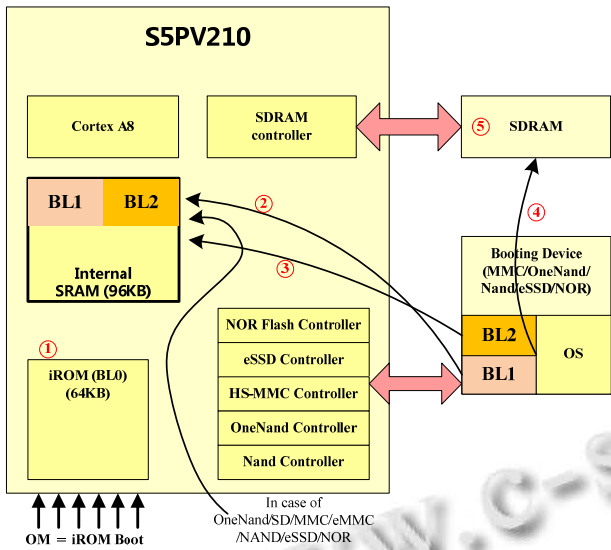 S5PV210
Cortex A8
SDRAM
controller
⑤
SDRAM
BL1
BL2
②
④
③
Internal
SRAM (96KB)
Booting Device
(MMC/OneNand/
Nand/eSSD/NOR)
BL2
BL1
OS
①
iROM (BL0)
(64KB)
NOR Flash Controller
eSSD Controller
HS-MMC Controller
OneNand Controller
Nand Controller
OM = iROM Boot
In case of
OneNand/SD/MMC/eMMC
/NAND/eSSD/NOR
w.c-s